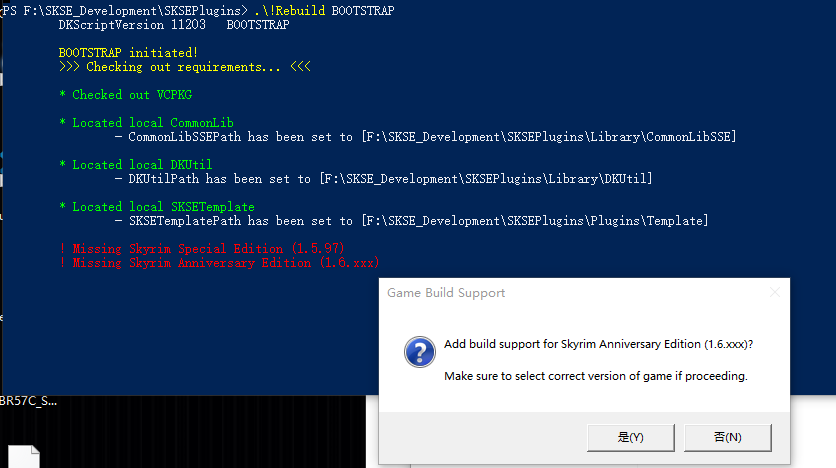 PS F:\SKSE_Development\SKSEPlugins> .\!Rebuild BOOTSTRAP
DKScriptVersion 11203 BOOTSTRAP
BOOTSTRAP initiated!
>>> Checking out requirements... <<<
* Checked out VCPKG
* Located local CommonLib
- CommonLibSSEPath has been set to [F:\SKSE_Development\SKSEPlugins\Library\CommonLibSSE]
* Located local DKUtil
- DKUtilPath has been set to [F:\SKSE_Development\SKSEPlugins\Library\DKUtil]
* Located local SKSETemplate
- SKSETemplatePath has been set to [F:\SKSE_Development\SKSEPlugins\Plugins\Template]
! Missing Skyrim Special Edition (1.5.97)
! Missing Skyrim Anniversary Edition (1.6.xxx)
Game Build Support
Add build support for Skyrim Anniversary Edition (1.6.xxx)?
Make sure to select correct version of game if proceeding.
是(Y) 否(N)
BR57C_S...